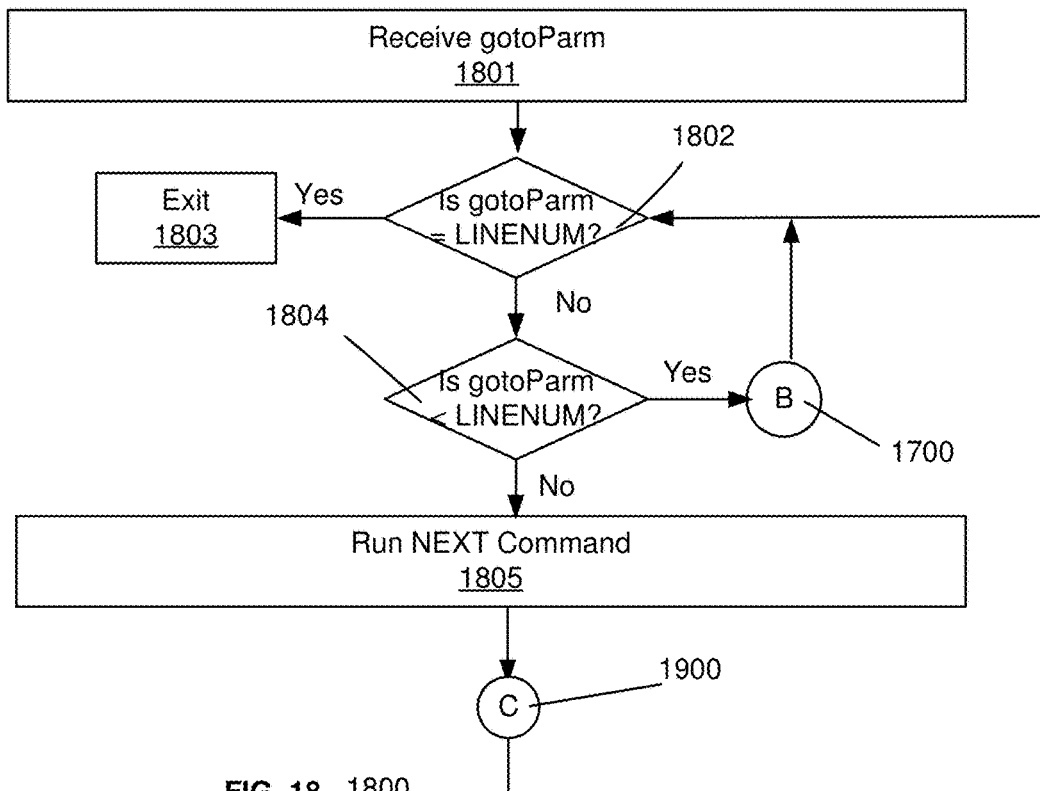 Receive gotoParm
1801
1802
Exit
1803
Yes
Is gotoParm
= LINENUM?
No
1804
Is gotoParm
< LINENUM?
Yes
B
1700
No
Run NEXT Command
1805
C
1900
FIG. 18 1800